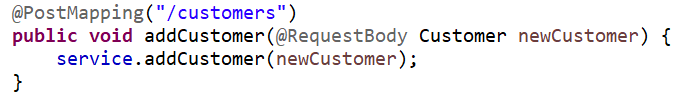 @PostMapping("/customers")
public void addCustomer(@RequestBody Customer newCustomer) {
    service.addCustomer(newCustomer);
}